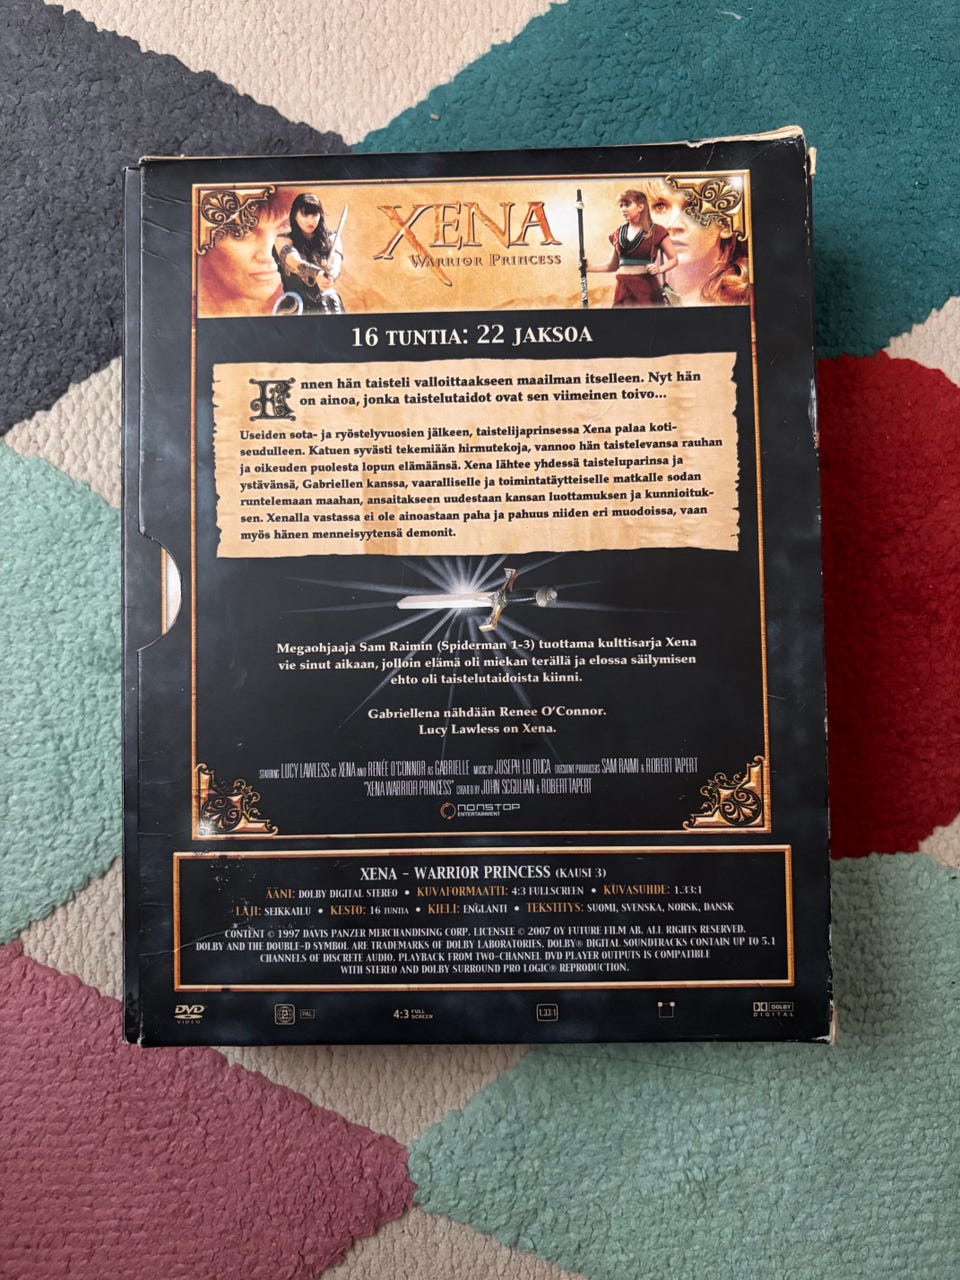 XENA
WARRIOR PRINCESS
16 TUNTIA: 22 JAKSOA
Ennen hän taisteli valloittaakseen maailman itselleen. Nyt hän
on ainoa, jonka taistelutaidot ovat sen viimeinen toivo...
Useiden sota- ja ryöstelyvuosien jälkeen, taistelijaprinsessa Xena palaa koti-
seudulleen. Katuen syvästi tekemiään hirmutekoja, vannoo hän taistelevansa rauhan
ja oikeuden puolesta lopun elämäänsä. Xena lähtee yhdessä taisteluparinsa ja
ystävänsä, Gabriellen kanssa, vaaralliselle ja toimintatäytteiselle matkalle sodan
runtelemaan maahan, ansaitakseen uudestaan kansan luottamuksen ja kunnioituk-
sen. Xenalla vastassa ei ole ainoastaan paha ja pahuus niiden eri muodoissa, vaan
myös hänen menneisyytensä demonit.
Megaohjaaja Sam Raimin (Spiderman 1-3) tuottama kulttisarja Xena
vie sinut aikaan, jolloin elämä oli miekan terällä ja elossa säilymisen
ehto oli taistelutaidoista kiinni.
Gabriellena nähdään Renee O'Connor.
Lucy Lawless on Xena.
STARRING LUCY LAWLESS AS XENA AND RENÉE O'CONNOR AS GABRIELLE MUSIC BY JOSEPH LO DUCA EXECUTIVE PRODUCERS SAM RAIMI & ROBERT TAPERT
"XENA WARRIOR PRINCESS" CREATED BY JOHN SCGULIAN & ROBERT TAPERT
NONSTOP
ENTERTAINMENT
XENA - WARRIOR PRINCESS (KAUSI 3)
ÄÄNI: DOLBY DIGITAL STEREO • KUVAFORMAATTI: 4:3 FULLSCREEN • KUVASUHDE: 1.33:1
LAJI: SEIKKAILU • KESTO: 16 TUNTIA • KIELI: ENGLANTI • TEKSTITYS: SUOMI, SVENSKA, NORSK, DANSK
CONTENT © 1997 DAVIS PANZER MERCHANDISING CORP. LICENSEE © 2007 OY FUTURE FILM AB. ALL RIGHTS RESERVED.
DOLBY AND THE DOUBLE-D SYMBOL ARE TRADEMARKS OF DOLBY LABORATORIES. DOLBY® DIGITAL SOUNDTRACKS CONTAIN UP TO 5.1
CHANNELS OF DISCRETE AUDIO. PLAYBACK FROM TWO-CHANNEL DVD PLAYER OUTPUTS IS COMPATIBLE
WITH STEREO AND DOLBY SURROUND PRO LOGIC® REPRODUCTION.
DVD VIDEO 2 PAL 4:3 FULL SCREEN 1.33:1 DOLBY DIGITAL